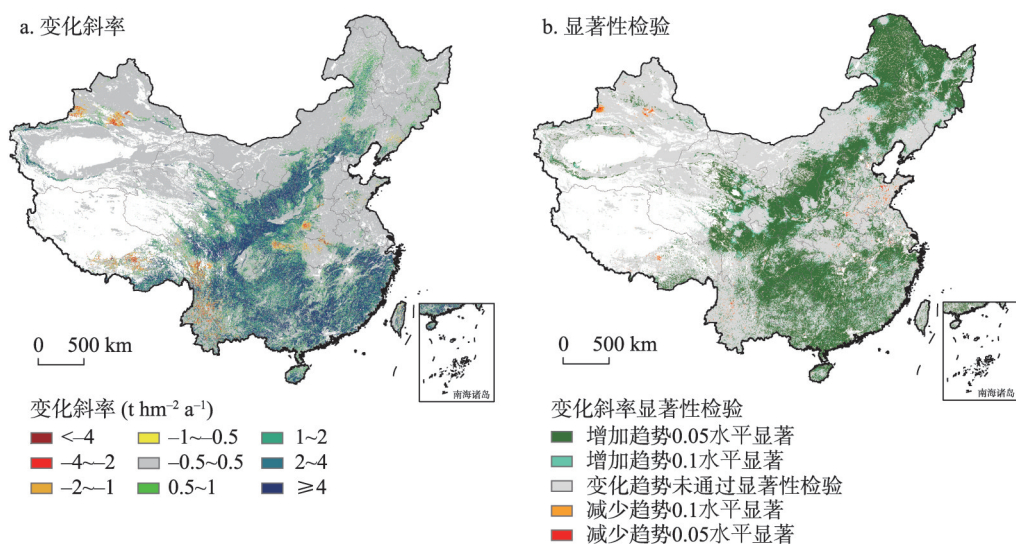 a. 变化斜率
b. 显著性检验
0 500 km
0 500 km
南海诸岛
南海诸岛
变化斜率 (t hm⁻² a⁻¹)
<–4
–1~–0.5
1~2
–4~–2
–0.5~0.5
2~4
–2~–1
0.5~1
≥4
变化斜率显著性检验
增加趋势0.05水平显著
增加趋势0.1水平显著
变化趋势未通过显著性检验
减少趋势0.1水平显著
减少趋势0.05水平显著